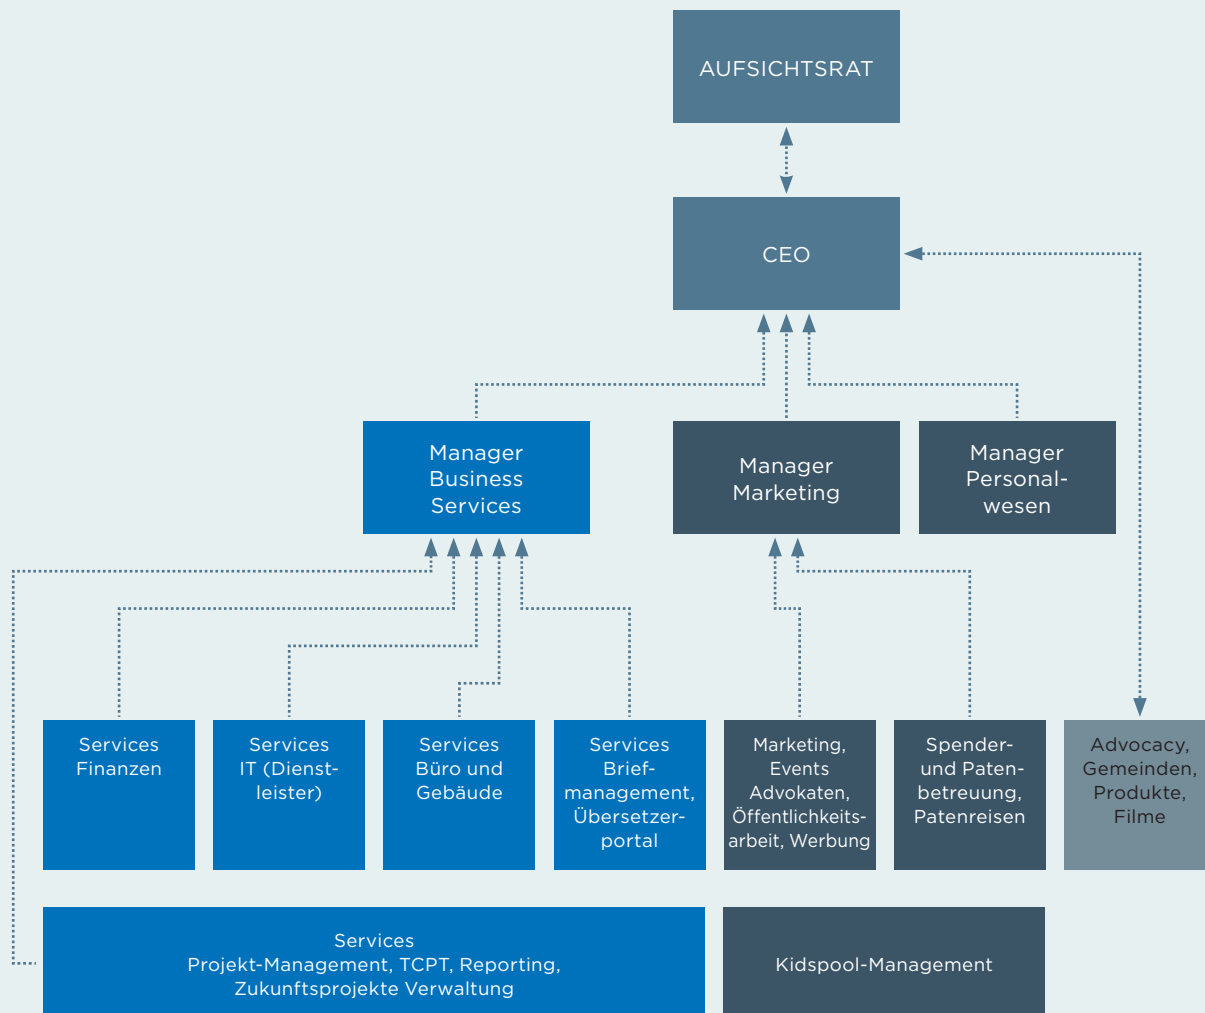 AUFSICHTSRAT
CEO
Manager
Business
Services
Manager
Marketing
Manager
Personal-
wesen
Services
Finanzen
Services
IT (Dienst-
leister)
Services
Büro und
Gebäude
Services
Brief-
management,
Übersetzer-
portal
Marketing,
Events
Advokaten,
Öffentlichkeits-
arbeit, Werbung
Spender-
und Paten-
betreuung,
Patenreisen
Advocacy,
Gemeinden,
Produkte,
Filme
Services
Projekt-Management, TCPT, Reporting,
Zukunftsprojekte Verwaltung
Kidspool-Management